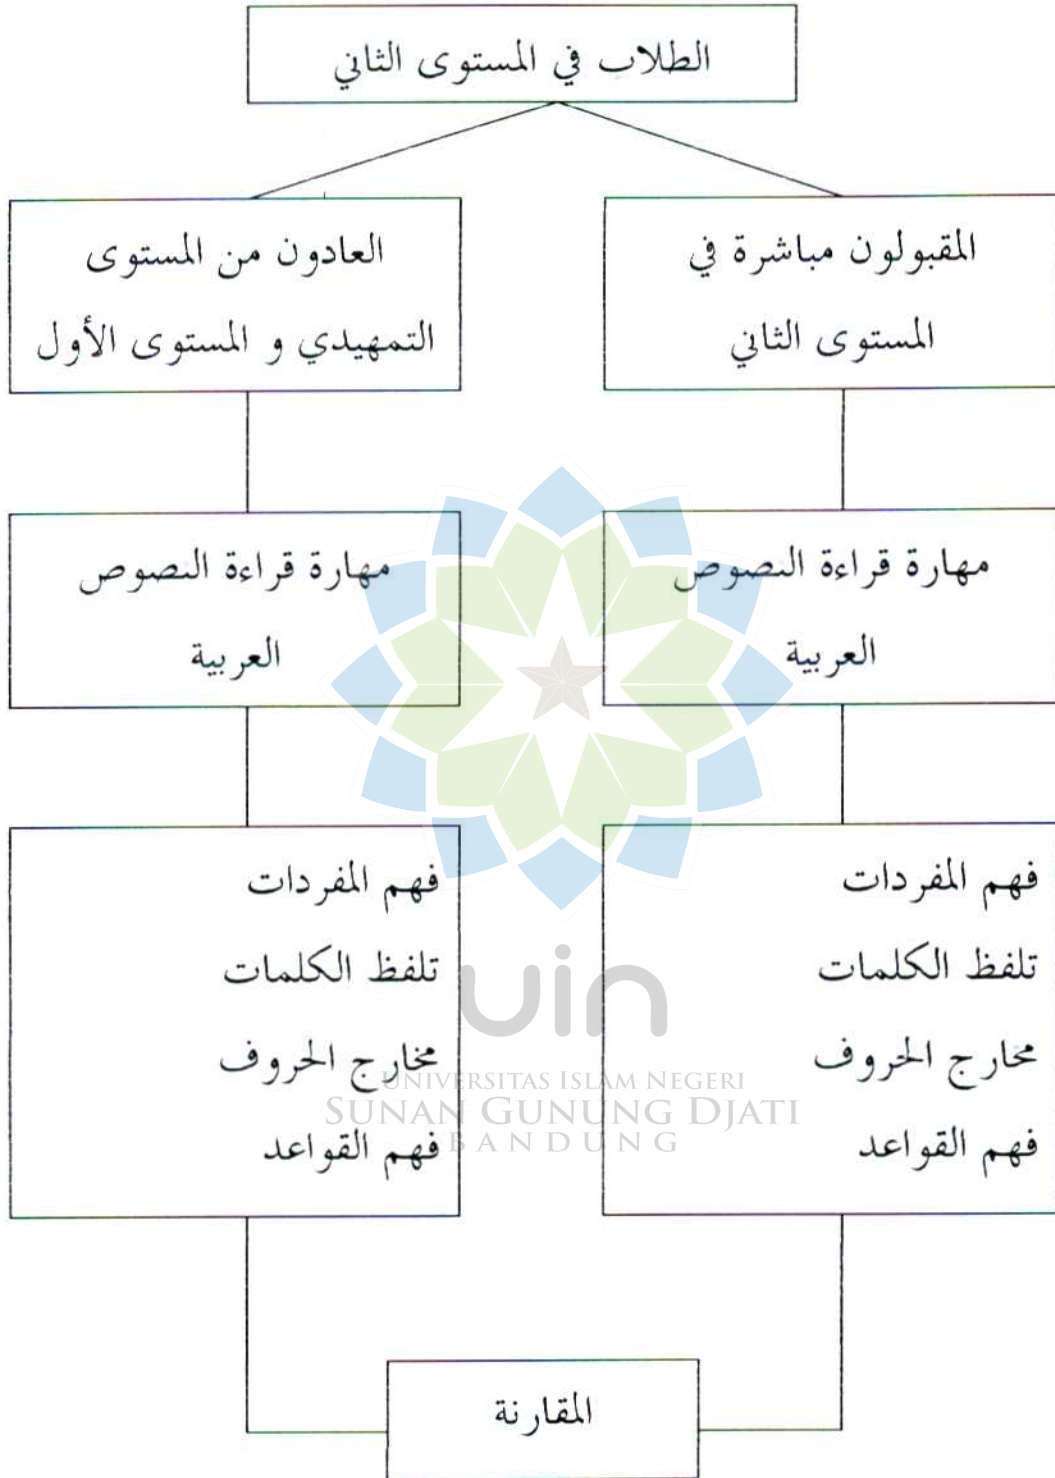 الطلاب في المستوى الثاني
المقبولون مباشرة في
المستوى الثاني
العادون من المستوى
التمهيدي و المستوى الأول
مهارة قراءة النصوص
العربية
مهارة قراءة النصوص
العربية
فهم المفردات
تلفظ الكلمات
مخارج الحروف
فهم القواعد
فهم المفردات
تلفظ الكلمات
مخارج الحروف
فهم القواعد
uin
UNIVERSITAS ISLAM NEGERI
SUNAN GUNUNG DJATI
BANDUNG
المقارنة